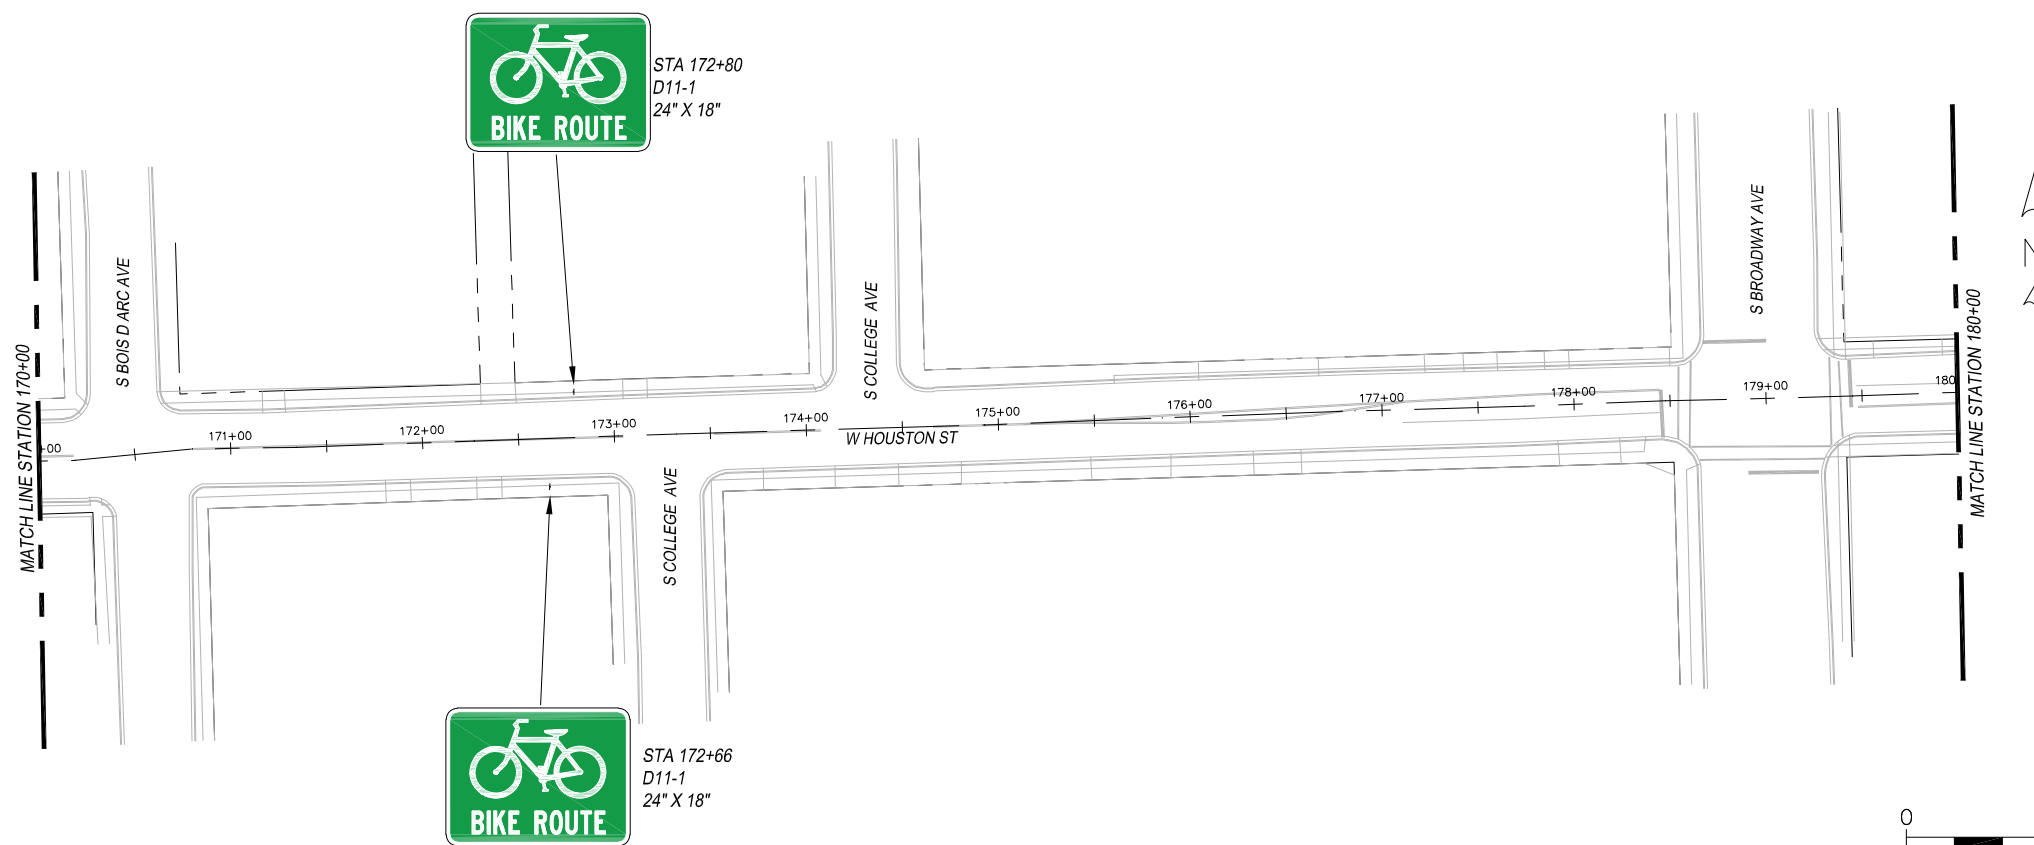 BIKE ROUTE
STA 172+80
D11-1
24" X 18"
S BOIS D ARC AVE
S COLLEGE AVE
S BROADWAY AVE
N
MATCH LINE STATION 170+00
+00
171+00
172+00
173+00
174+00
175+00
176+00
177+00
178+00
179+00
180
W HOUSTON ST
MATCH LINE STATION 180+00
S COLLEGE AVE
BIKE ROUTE
STA 172+66
D11-1
24" X 18"
0